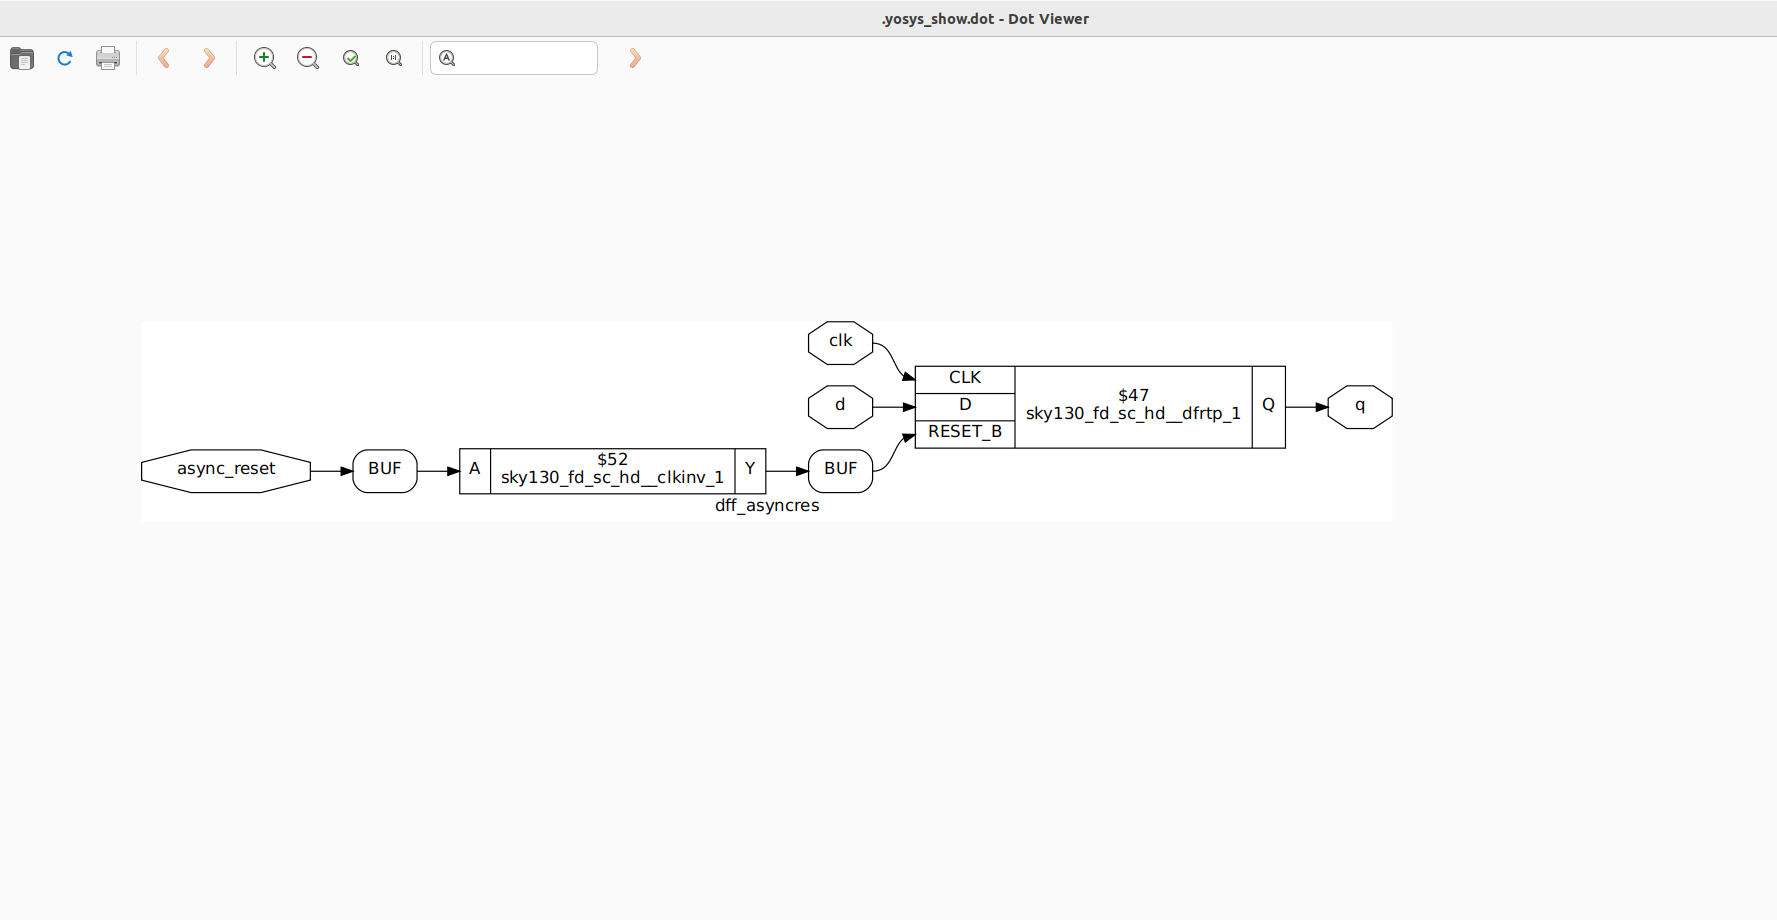 .yosys_show.dot - Dot Viewer
clk
CLK
d
D
RESET_B
$47
sky130_fd_sc_hd__dfrtp_1
Q
q
async_reset
BUF
A
$52
sky130_fd_sc_hd__clkinv_1
Y
BUF
dff_asyncres